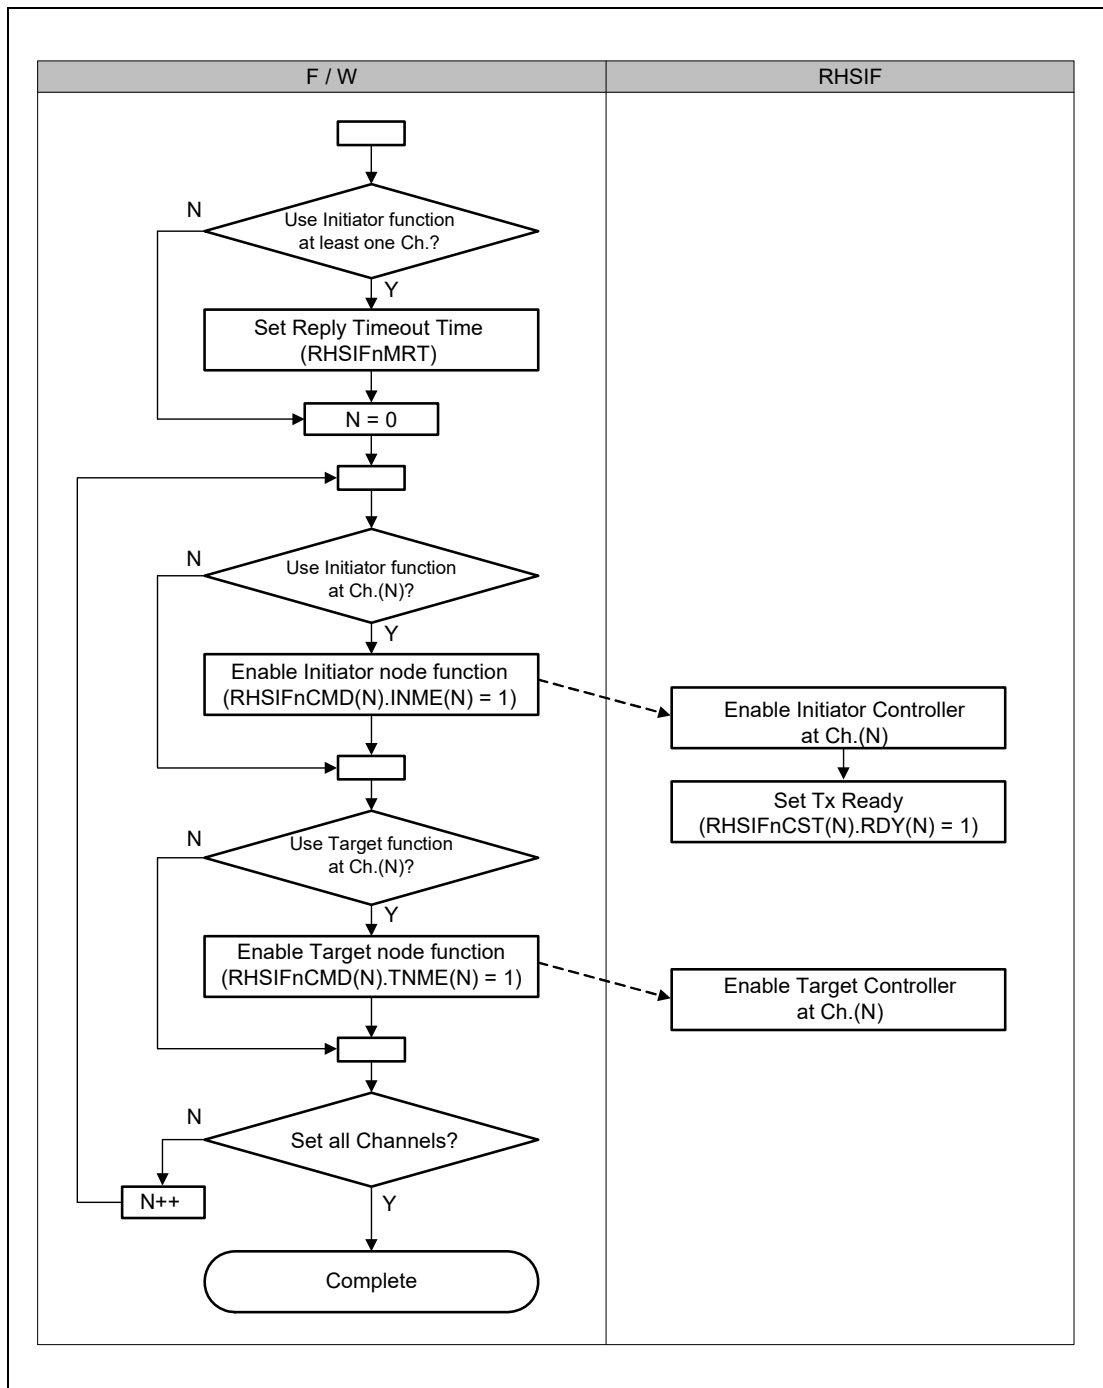 F / W
RHSIF
Use Initiator function
at least one Ch.?
N
Y
Set Reply Timeout Time
(RHSIFnMRT)
N = 0
Use Initiator function
at Ch.(N)?
N
Y
Enable Initiator node function
(RHSIFnCMD(N).INME(N) = 1)
Enable Initiator Controller
at Ch.(N)
Set Tx Ready
(RHSIFnCST(N).RDY(N) = 1)
Use Target function
at Ch.(N)?
N
Y
Enable Target node function
(RHSIFnCMD(N).TNME(N) = 1)
Enable Target Controller
at Ch.(N)
Set all Channels?
N
N++
Y
Complete